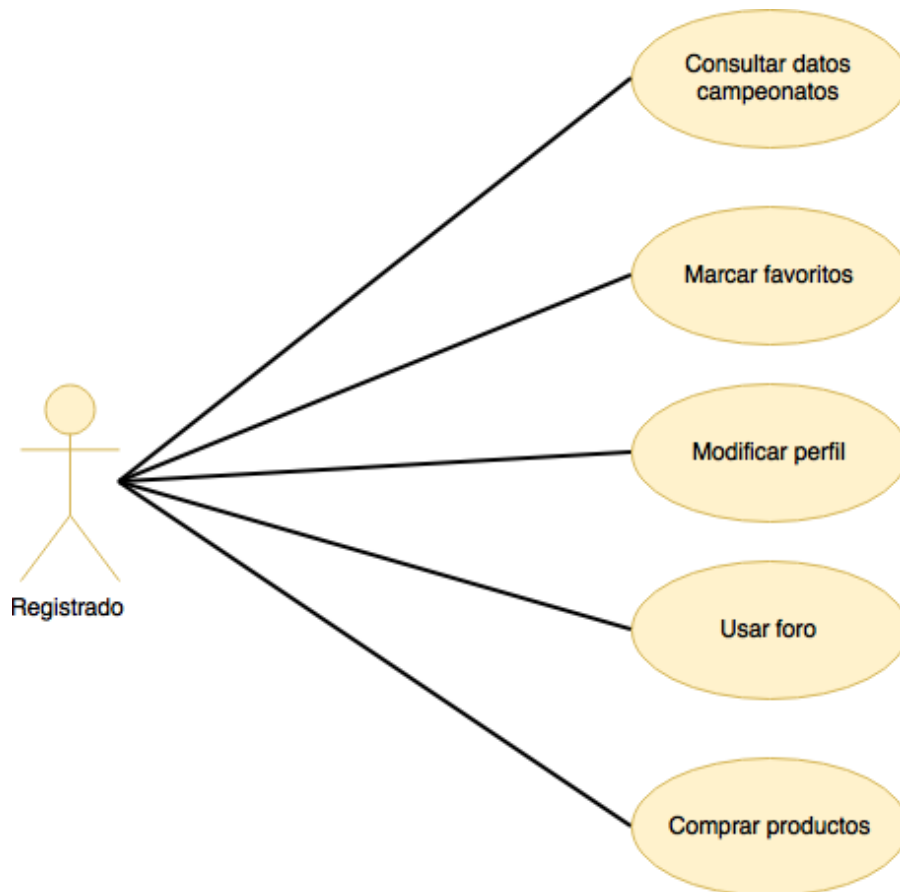 Consultar datos
campeonatos
Marcar favoritos
Modificar perfil
Registrado
Usar foro
Comprar productos